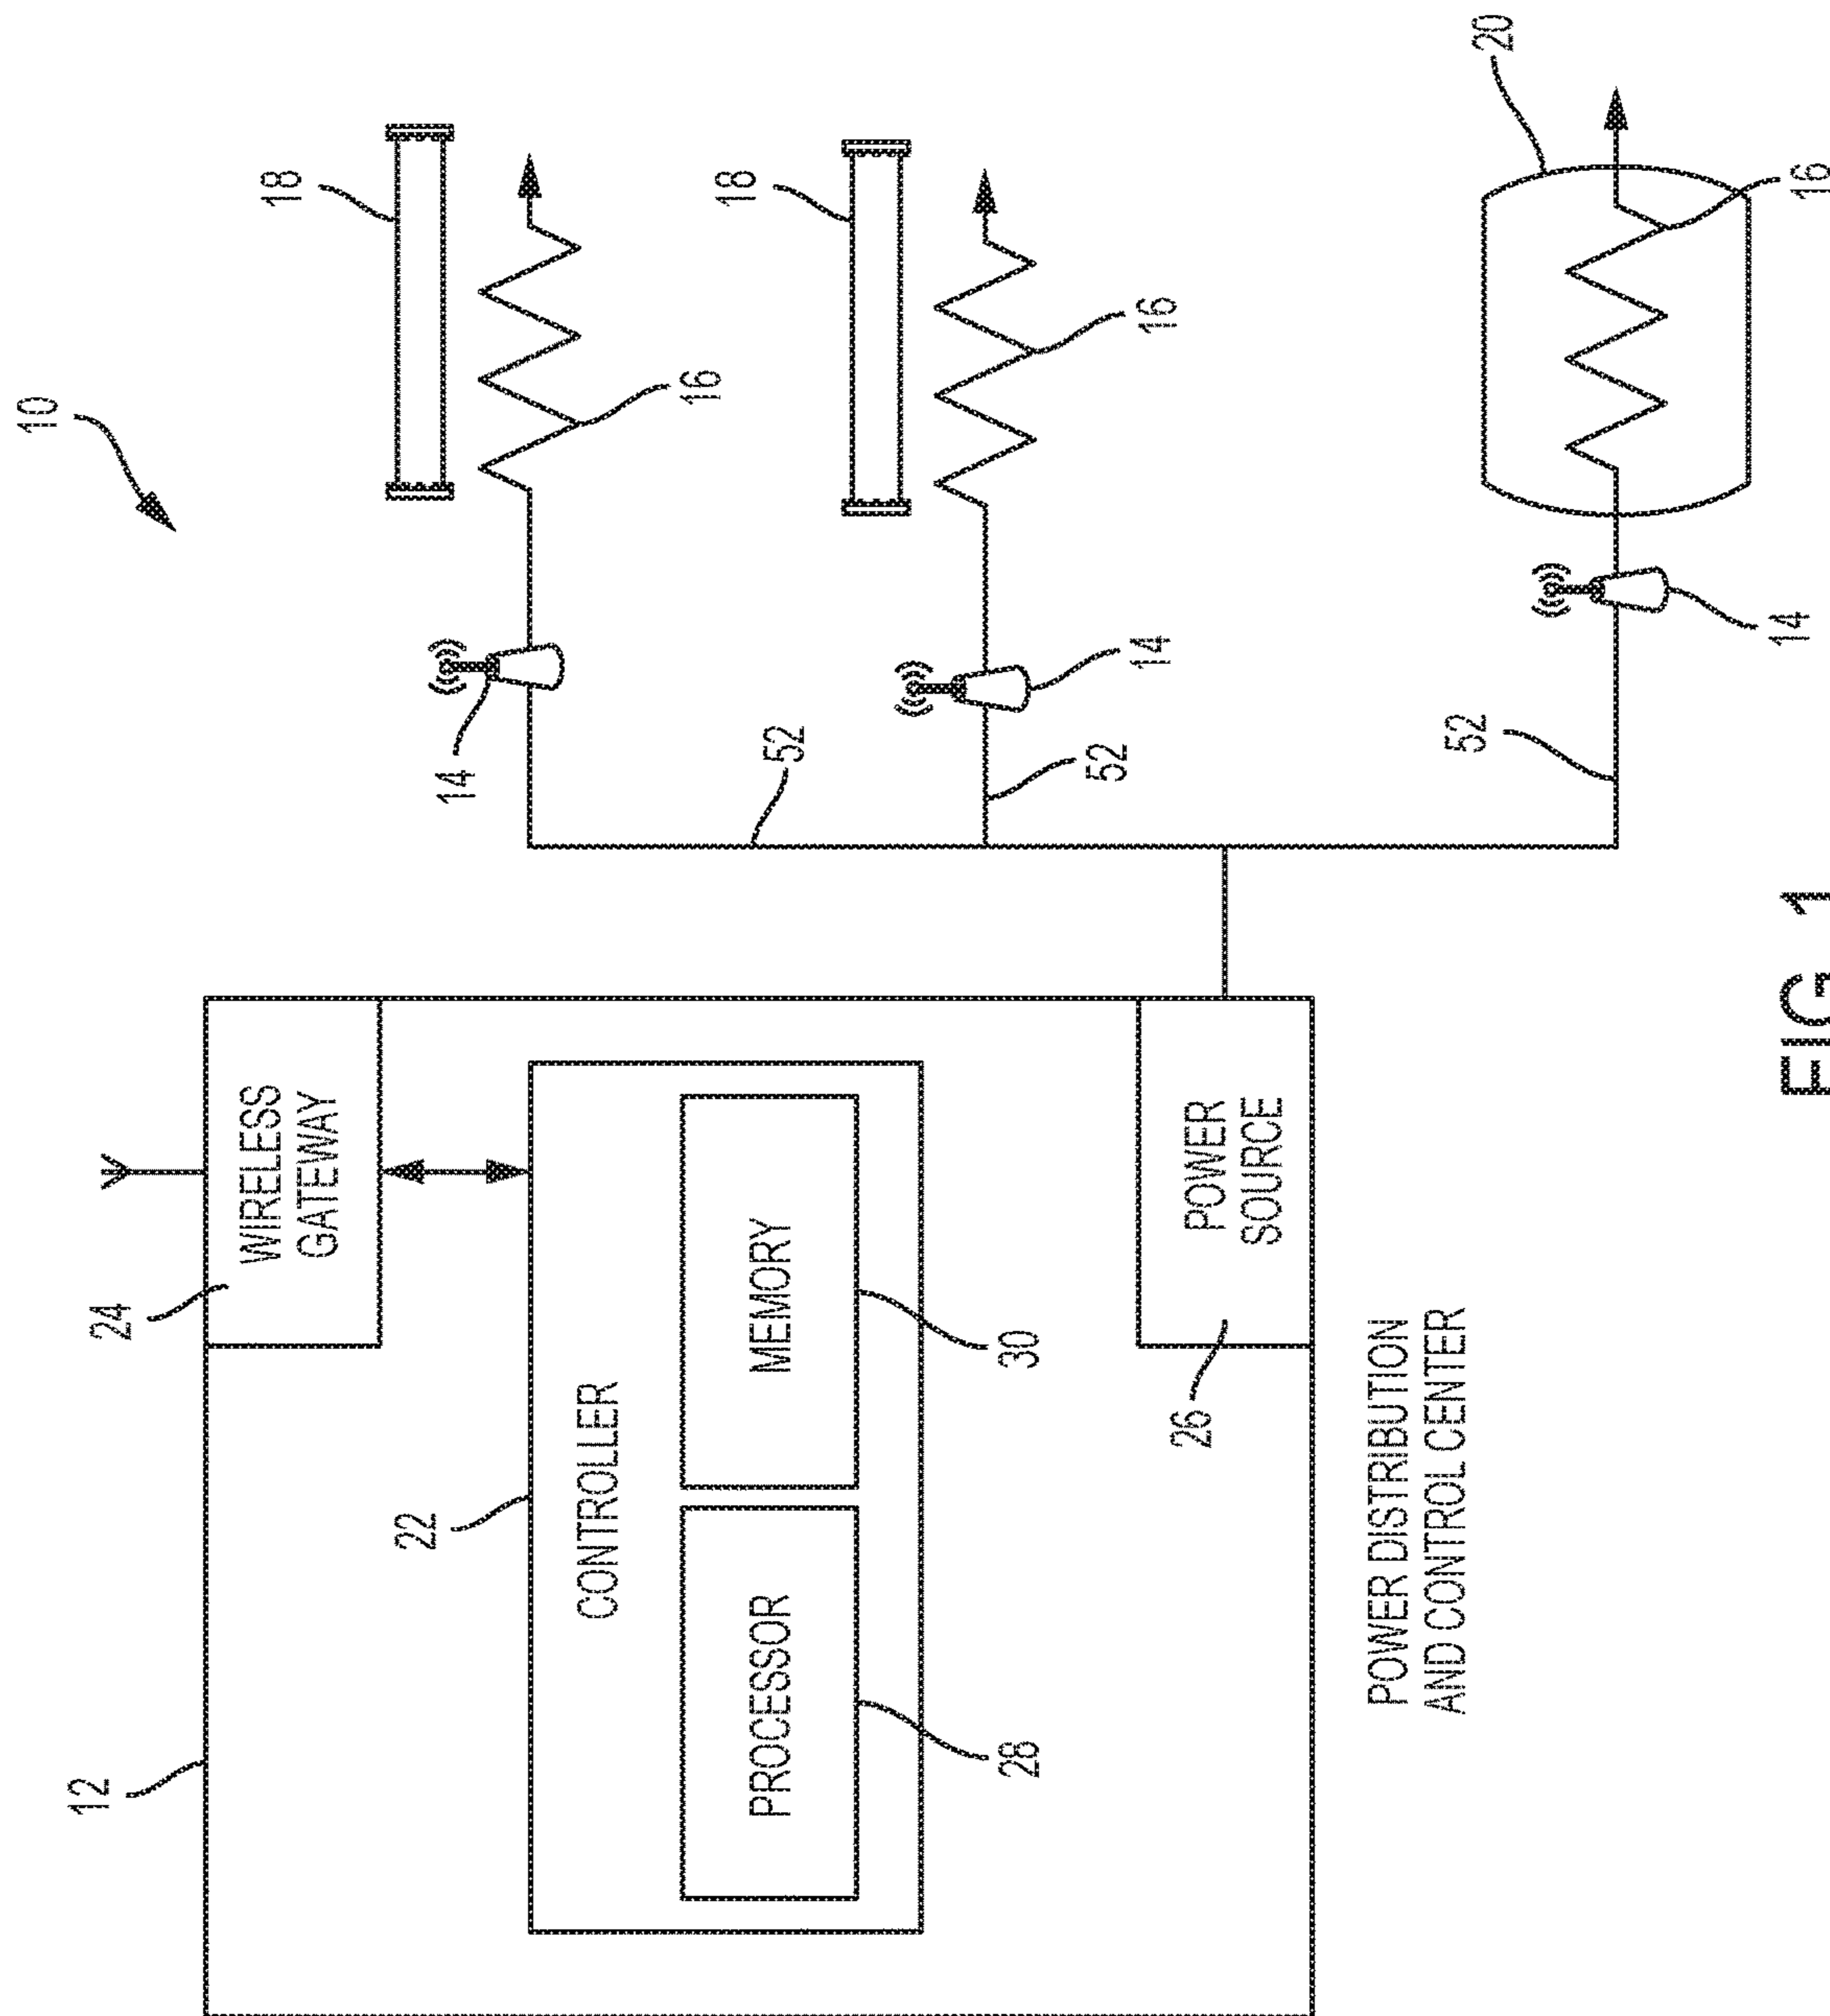 10
12
24
WIRELESS
GATEWAY
18
22
14
CONTROLLER
16
18
PROCESSOR
MEMORY
52
28
30
52
14
16
26
POWER
SOURCE
POWER DISTRIBUTION
AND CONTROL CENTER
52
20
14
16
FIG. 1